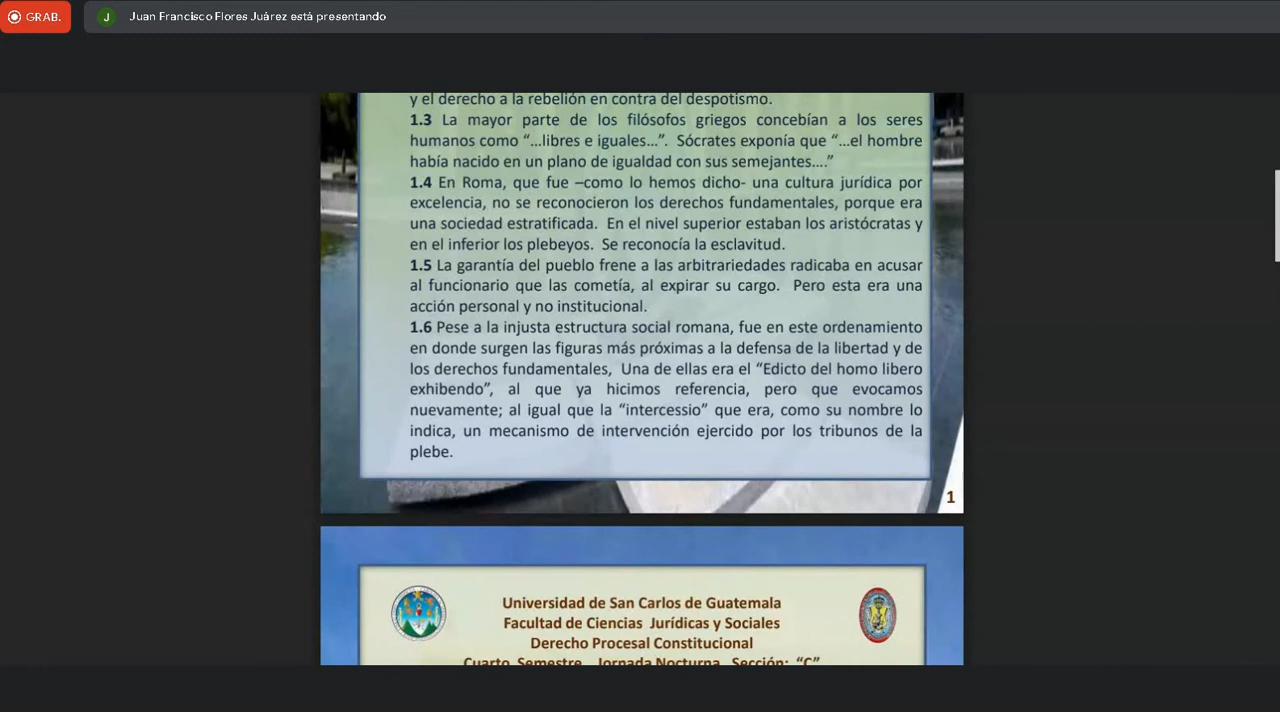 GRAB.
J
Juan Francisco Flores Juárez está presentando
y el derecho a la rebelión en contra del despotismo.
1.3 La mayor parte de los filósofos griegos concebían a los seres
humanos como “...libres e iguales...”. Sócrates exponía que “...el hombre
había nacido en un plano de igualdad con sus semejantes....”
1.4 En Roma, que fue –como lo hemos dicho- una cultura jurídica por
excelencia, no se reconocieron los derechos fundamentales, porque era
una sociedad estratificada. En el nivel superior estaban los aristócratas y
en el inferior los plebeyos. Se reconocía la esclavitud.
1.5 La garantía del pueblo frene a las arbitrariedades radicaba en acusar
al funcionario que las cometía, al expirar su cargo. Pero esta era una
acción personal y no institucional.
1.6 Pese a la injusta estructura social romana, fue en este ordenamiento
en donde surgen las figuras más próximas a la defensa de la libertad y de
los derechos fundamentales, Una de ellas era el “Edicto del homo libero
exhibendo”, al que ya hicimos referencia, pero que evocamos
nuevamente; al igual que la “intercessio” que era, como su nombre lo
indica, un mecanismo de intervención ejercido por los tribunos de la
plebe.
1
Universidad de San Carlos de Guatemala
Facultad de Ciencias Jurídicas y Sociales
Derecho Procesal Constitucional
Cuarto Semestre Jornada Nocturna Sección: “C”